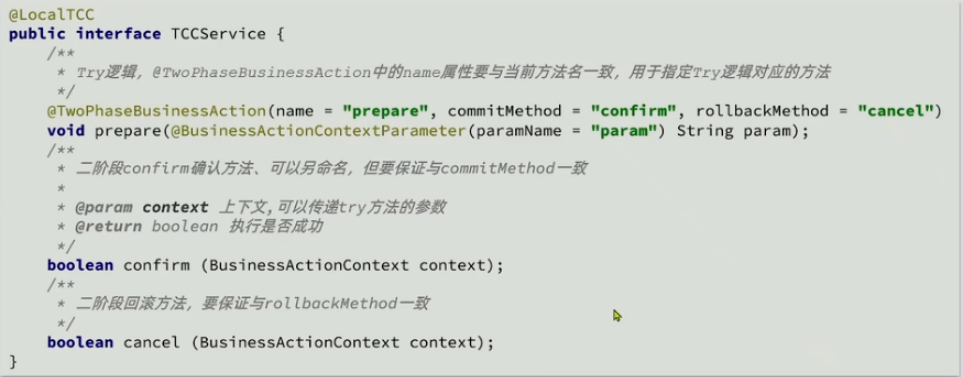 @LocalTCC
public interface TCCService {
    /**
     * Try逻辑，@TwoPhaseBusinessAction中的name属性要与当前方法名一致，用于指定Try逻辑对应的方法
     */
    @TwoPhaseBusinessAction(name = "prepare", commitMethod = "confirm", rollbackMethod = "cancel")
    void prepare(@BusinessActionContextParameter(paramName = "param") String param);
    /**
     * 二阶段confirm确认方法、可以另命名，但要保证与commitMethod一致
     *
     * @param context 上下文,可以传递try方法的参数
     * @return boolean 执行是否成功
     */
    boolean confirm (BusinessActionContext context);
    /**
     * 二阶段回滚方法，要保证与rollbackMethod一致
     */
    boolean cancel (BusinessActionContext context);
}